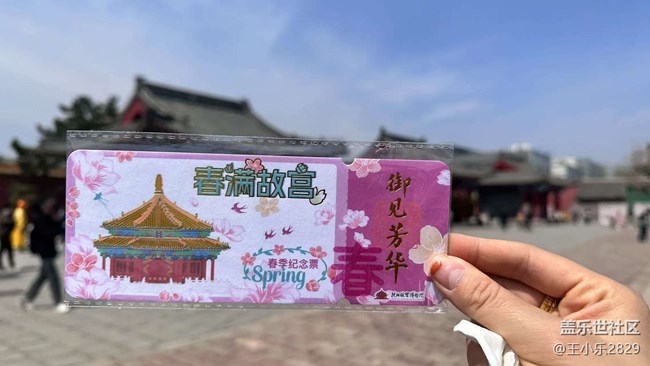 春满故宫
春季纪念票
Spring
御见芳华
春
盖乐世社区
@王小乐2829